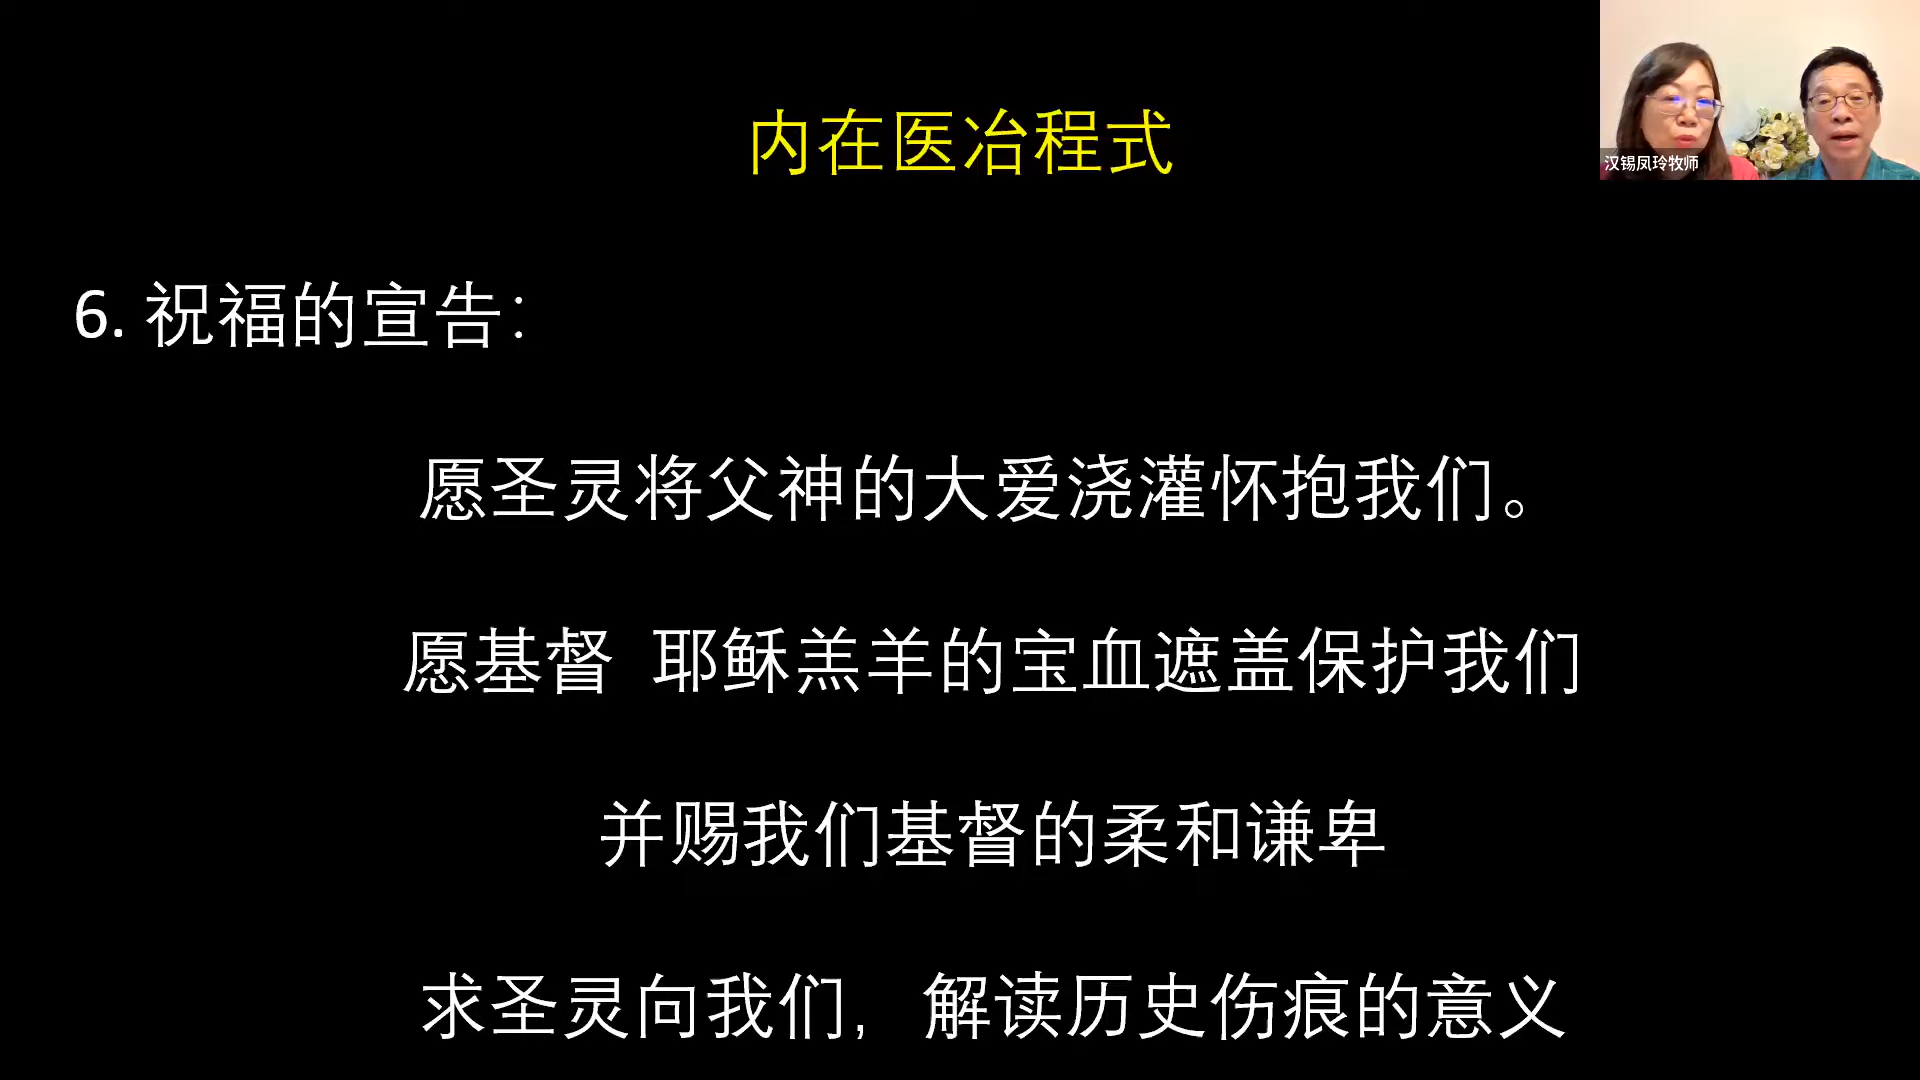 内在医冶程式
汉锡凤玲牧师
6. 祝福的宣告：
愿圣灵将父神的大爱浇灌怀抱我们。
愿基督 耶稣羔羊的宝血遮盖保护我们
并赐我们基督的柔和谦卑
求圣灵向我们，解读历史伤痕的意义